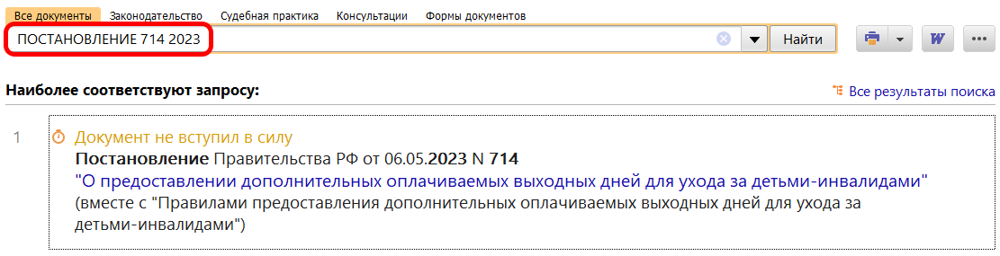 Все документы Законодательство Судебная практика Консультации Формы документов
ПОСТАНОВЛЕНИЕ 714 2023 Найти W
Наиболее соответствуют запросу: Все результаты поиска
1 Документ не вступил в силу
Постановление Правительства РФ от 06.05.2023 N 714
"О предоставлении дополнительных оплачиваемых выходных дней для ухода за детьми-инвалидами"
(вместе с "Правилами предоставления дополнительных оплачиваемых выходных дней для ухода за
детьми-инвалидами")